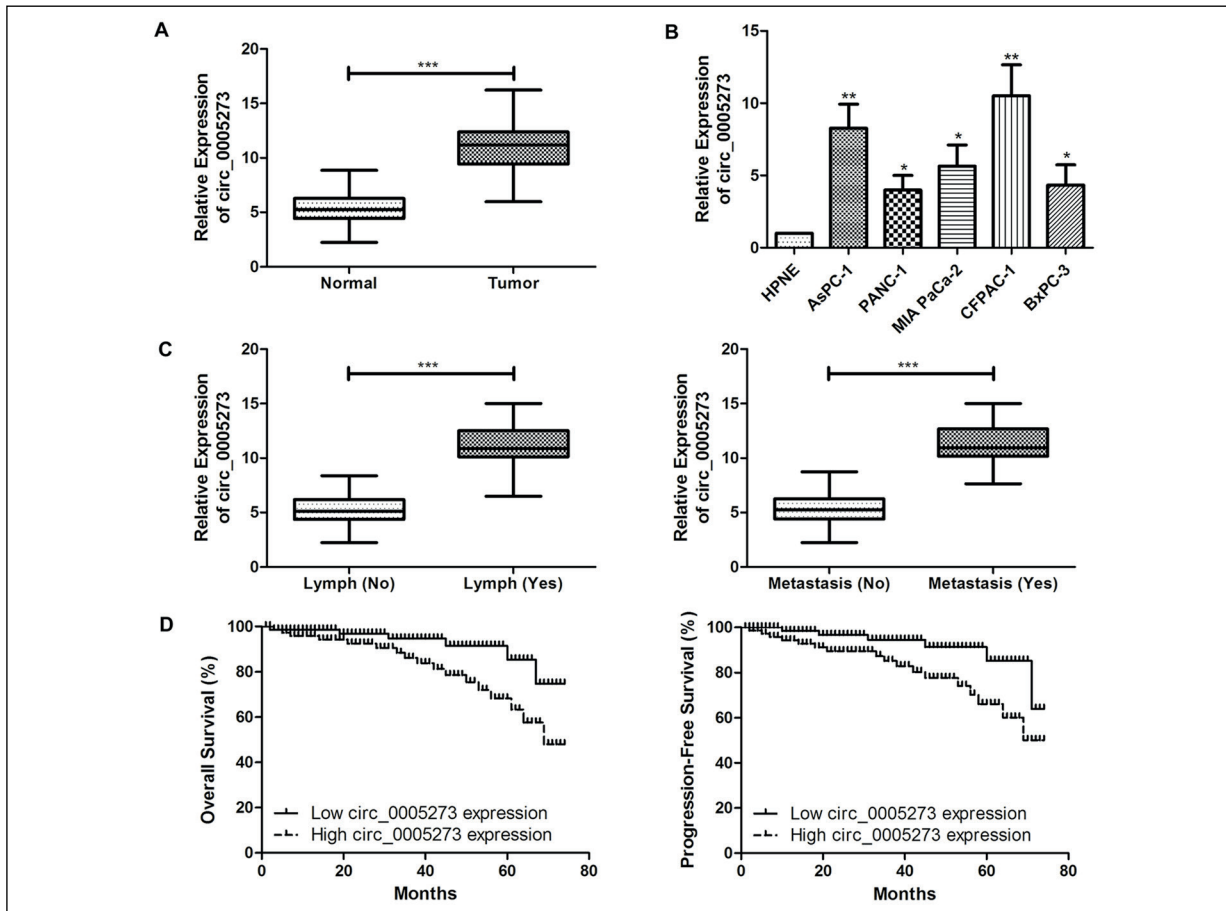 A
Relative Expression
of circ_0005273
20
15
10
5
0
***
Normal
Tumor
B
Relative Expression
of circ_0005273
15
10
5
0
**
*
*
**
*
HPNE
AsPC-1
PANC-1
MIA PaCa-2
CFPAC-1
BxPC-3
C
Relative Expression
of circ_0005273
20
15
10
5
0
***
Lymph (No)
Lymph (Yes)
Relative Expression
of circ_0005273
20
15
10
5
0
***
Metastasis (No)
Metastasis (Yes)
D
Overall Survival (%)
100
80
60
40
20
0
Low circ_0005273 expression
High circ_0005273 expression
0
20
40
60
80
Months
Progression-Free Survival (%)
100
80
60
40
20
0
Low circ_0005273 expression
High circ_0005273 expression
0
20
40
60
80
Months